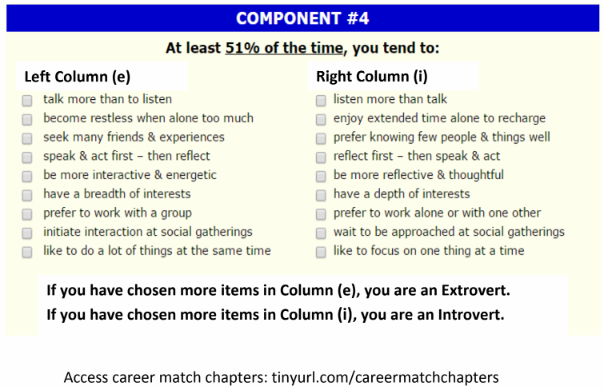 COMPONENT #4
At least 51% of the time, you tend to:
Left Column (e)
talk more than to listen
become restless when alone too much
seek many friends & experiences
speak & act first – then reflect
be more interactive & energetic
have a breadth of interests
prefer to work with a group
initiate interaction at social gatherings
like to do a lot of things at the same time
Right Column (i)
listen more than talk
enjoy extended time alone to recharge
prefer knowing few people & things well
reflect first – then speak & act
be more reflective & thoughtful
have a depth of interests
prefer to work alone or with one other
wait to be approached at social gatherings
like to focus on one thing at a time
If you have chosen more items in Column (e), you are an Extrovert.
If you have chosen more items in Column (i), you are an Introvert.
Access career match chapters: tinyurl.com/careermatchchapters